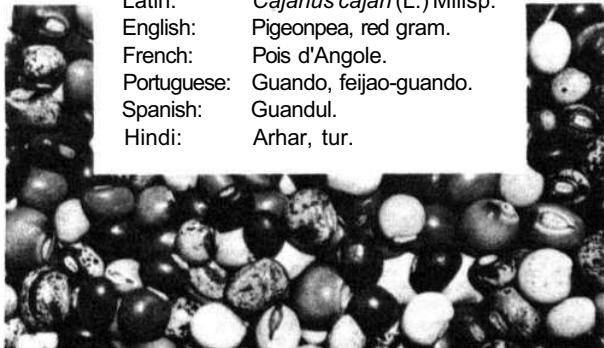 Latin: Cajanus cajan (L.) Millsp.
English: Pigeonpea, red gram.
French: Pois d'Angole.
Portuguese: Guando, feijao-guando.
Spanish: Guandul.
Hindi: Arhar, tur.